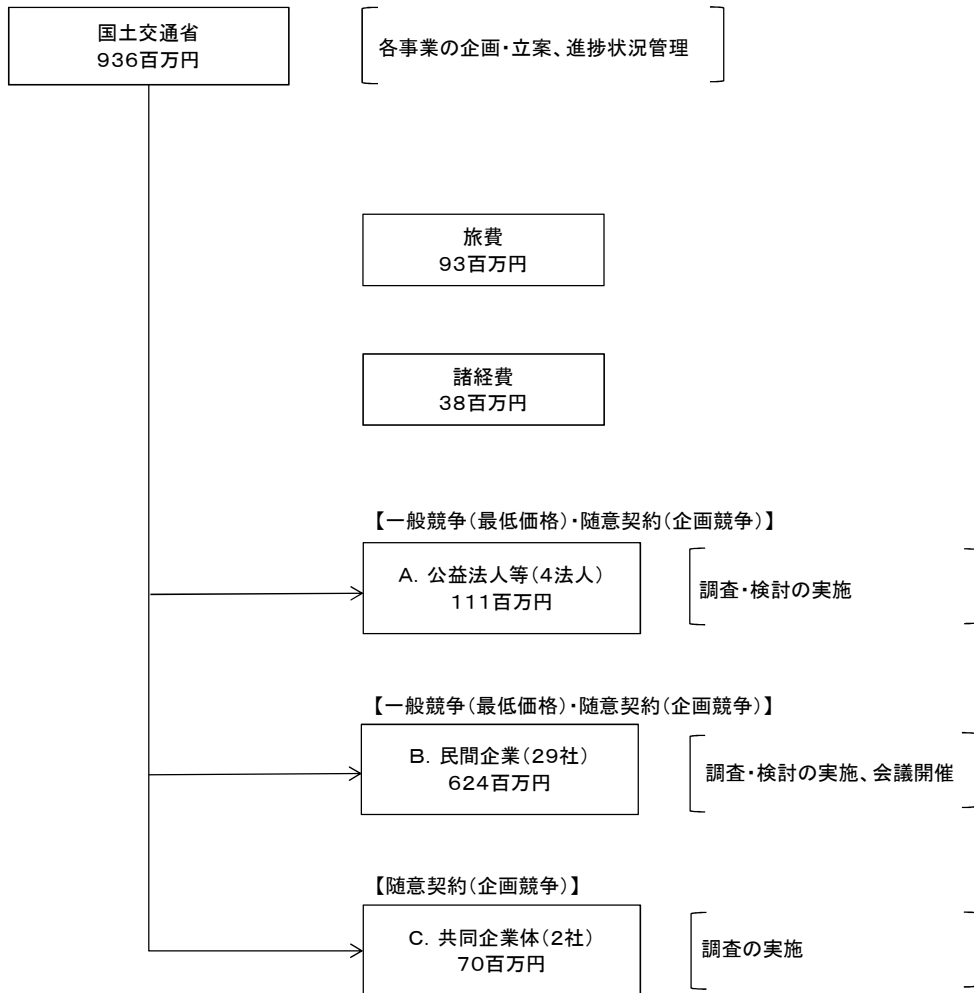 国土交通省
936百万円
各事業の企画・立案、進捗状況管理
旅費
93百万円
諸経費
38百万円
【一般競争(最低価格)・随意契約(企画競争)】
A. 公益法人等(4法人)
111百万円
調査・検討の実施
【一般競争(最低価格)・随意契約(企画競争)】
B. 民間企業(29社)
624百万円
調査・検討の実施、会議開催
【随意契約(企画競争)】
C. 共同企業体(2社)
70百万円
調査の実施